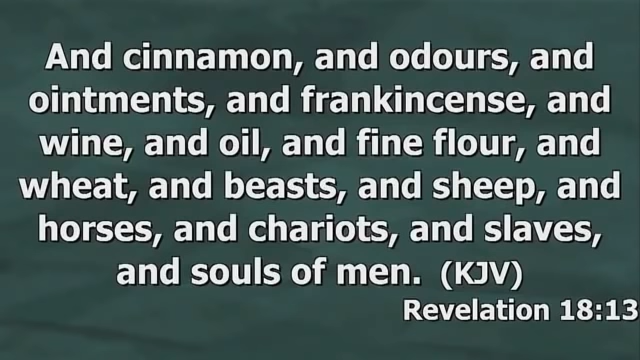 And cinnamon, and odours, and
ointments, and frankincense, and
wine, and oil, and fine flour, and
wheat, and beasts, and sheep, and
horses, and chariots, and slaves,
and souls of men. (KJV)
Revelation 18:13